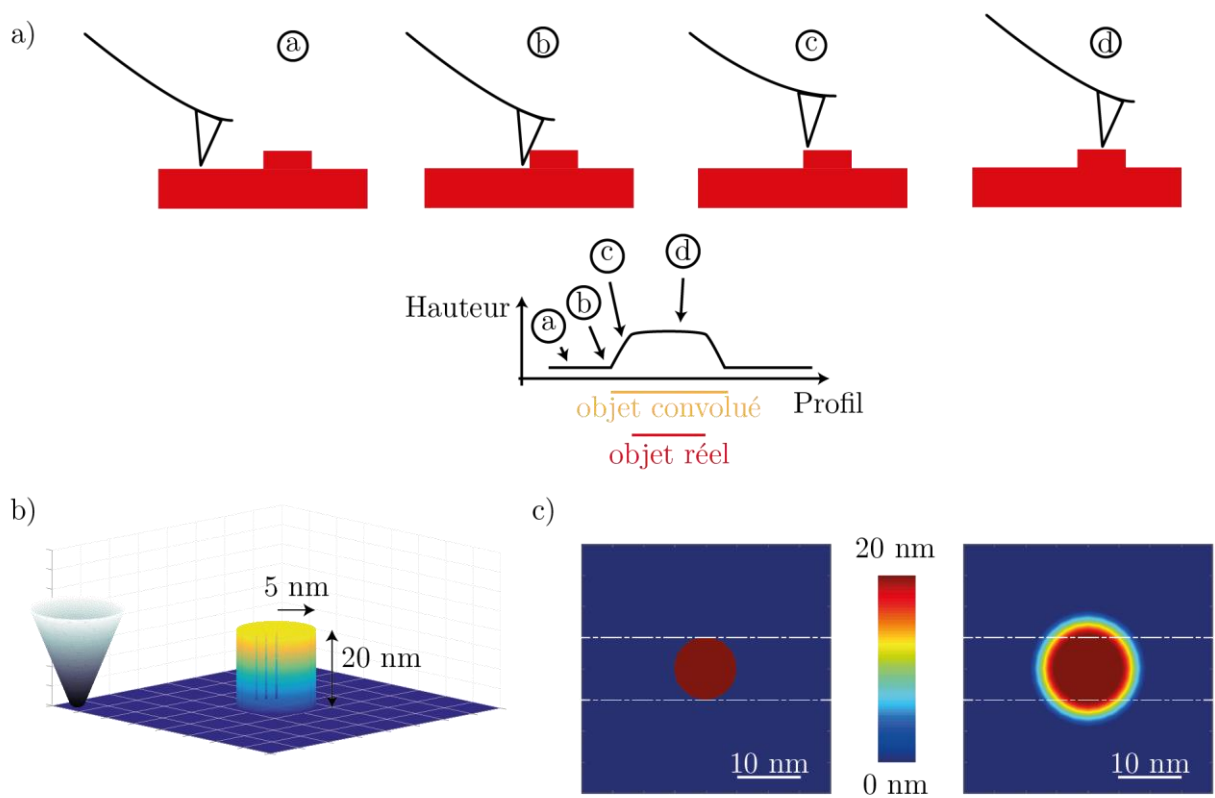 a)
a
b
c
d
Hauteur
a
b
c
d
Profil
objet convolué
objet réel
b)
5 nm
20 nm
c)
20 nm
0 nm
10 nm
10 nm